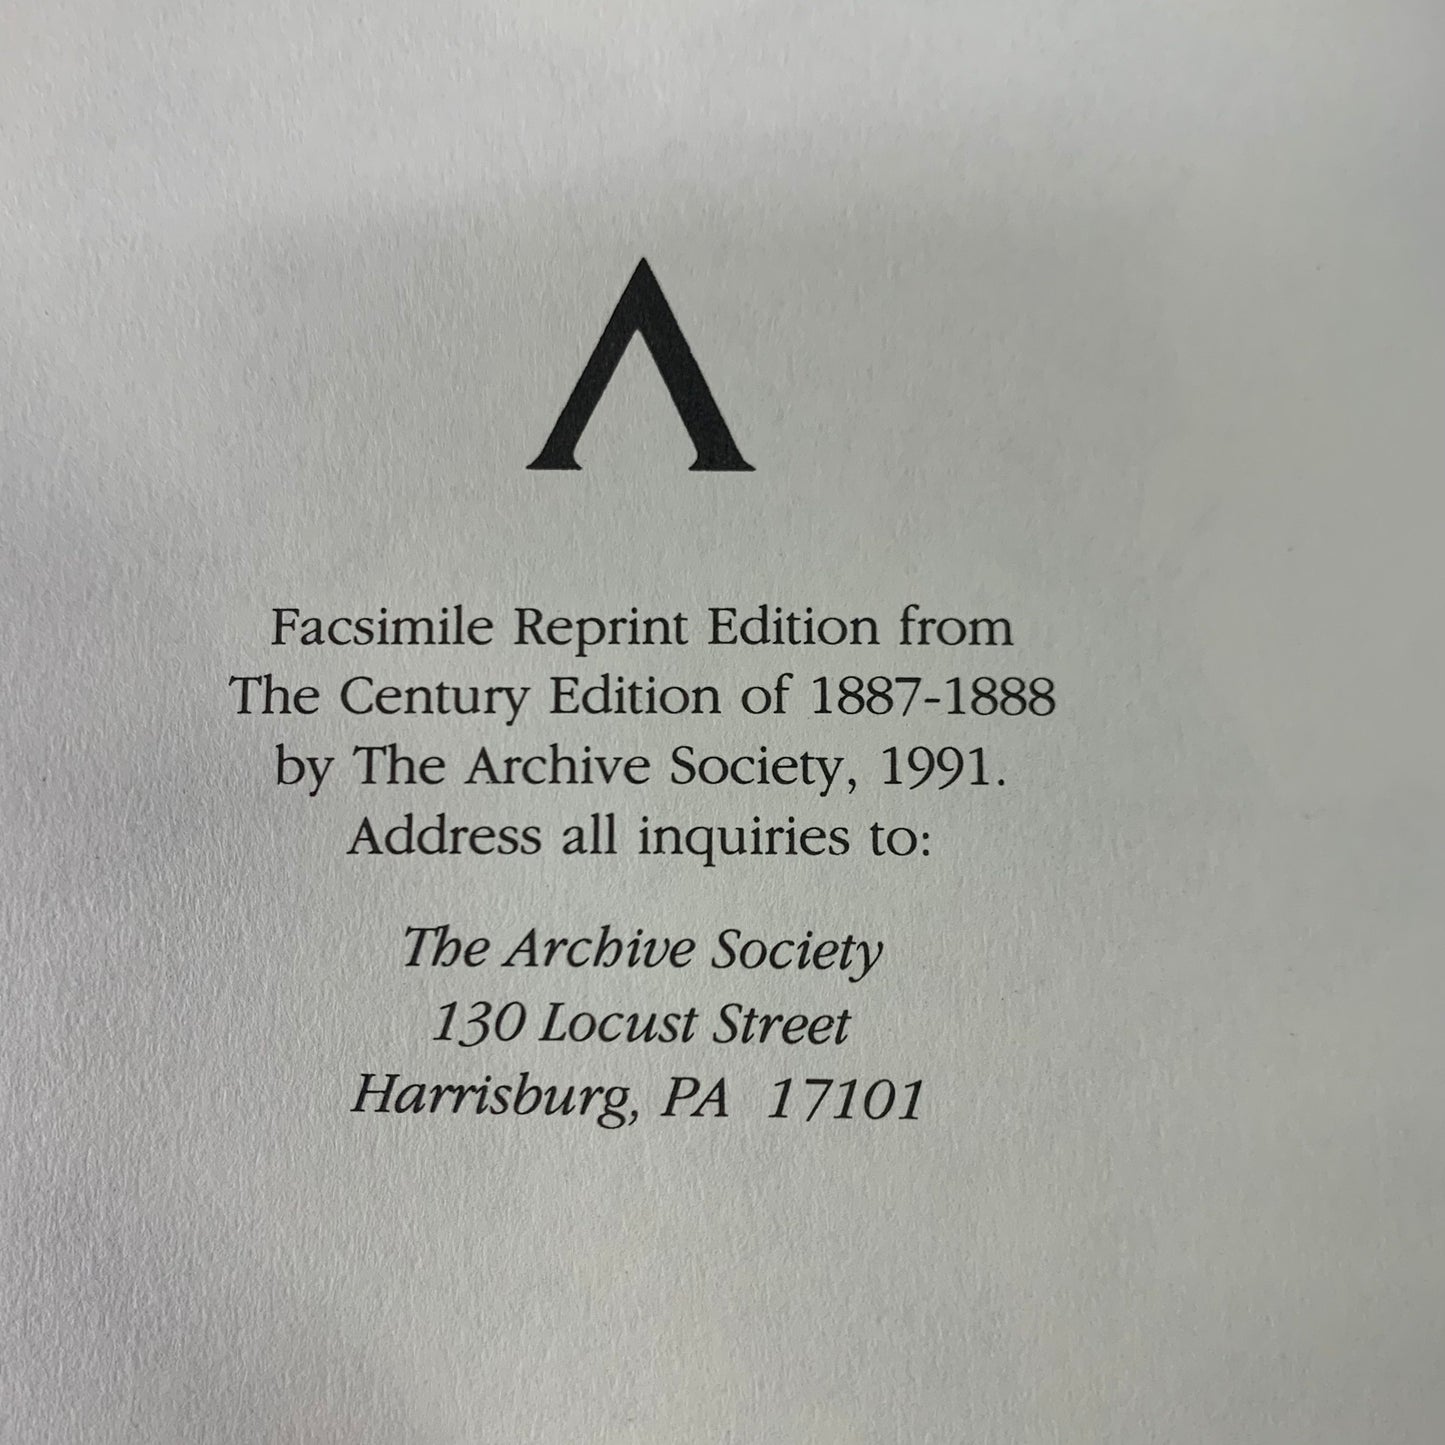 Facsimile Reprint Edition from
The Century Edition of 1887-1888
by The Archive Society, 1991.
Address all inquiries to:
The Archive Society
130 Locust Street
Harrisburg, PA 17101